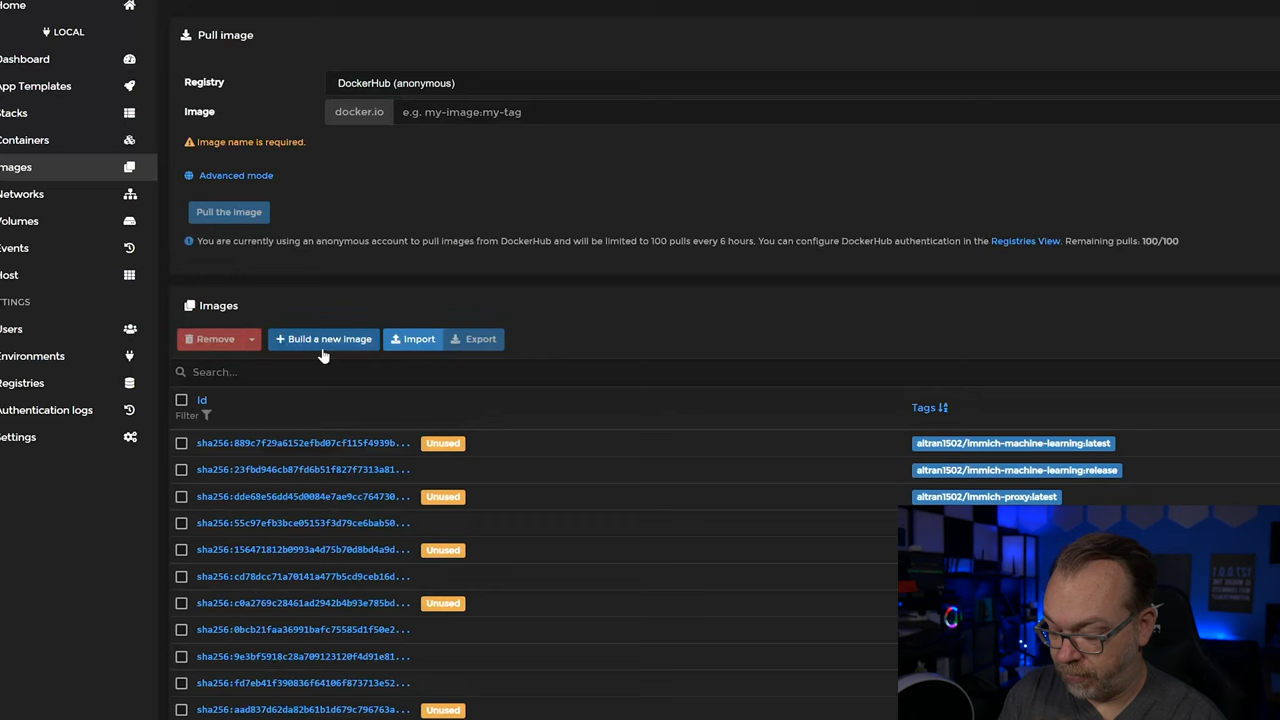 Home
LOCAL
Dashboard
App Templates
Stacks
Containers
Images
Networks
Volumes
Events
Host
TTINGS
Users
Environments
Registries
Authentication logs
Settings
Pull image
Registry
DockerHub (anonymous)
Image
docker.io
e.g. my-image:my-tag
Image name is required.
Advanced mode
Pull the image
You are currently using an anonymous account to pull images from DockerHub and will be limited to 100 pulls every 6 hours. You can configure DockerHub authentication in the Registries View. Remaining pulls: 100/100
Images
Remove
+ Build a new image
Import
Export
Search...
Id
Filter
Tags
sha256:889c7f29a6152efbd07cf115f4939b... Unused altran1502/immich-machine-learning:latest
sha256:23fbd946cb87fd6b51f827f7313a81... altran1502/immich-machine-learning:release
sha256:dde68e56dd45d0084e7ae9cc764730... Unused altran1502/immich-proxy:latest
sha256:55c97efb3bce05153f3d79ce6bab50...
sha256:156471812b0993a4d75b70d8bd4a9d... Unused
sha256:cd78dcc71a70141a477b5cd9ceb16d...
sha256:c0a2769c28461ad2942b4b93e785bd... Unused
sha256:0bcb21faa36991bafc75585d1f50e2...
sha256:9e3bf5918c28a709123120f4d91e81...
sha256:fd7eb41f390836f64106f873713e52...
sha256:aad837d62da82b61b1d679c796763a... Unused
127.0.0.1